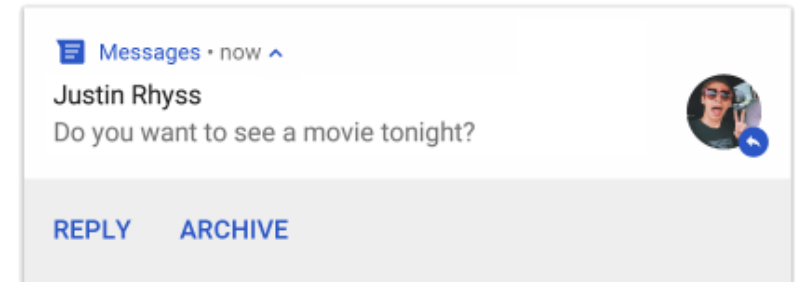 Messages • now
Justin Rhyss
Do you want to see a movie tonight?
REPLY ARCHIVE